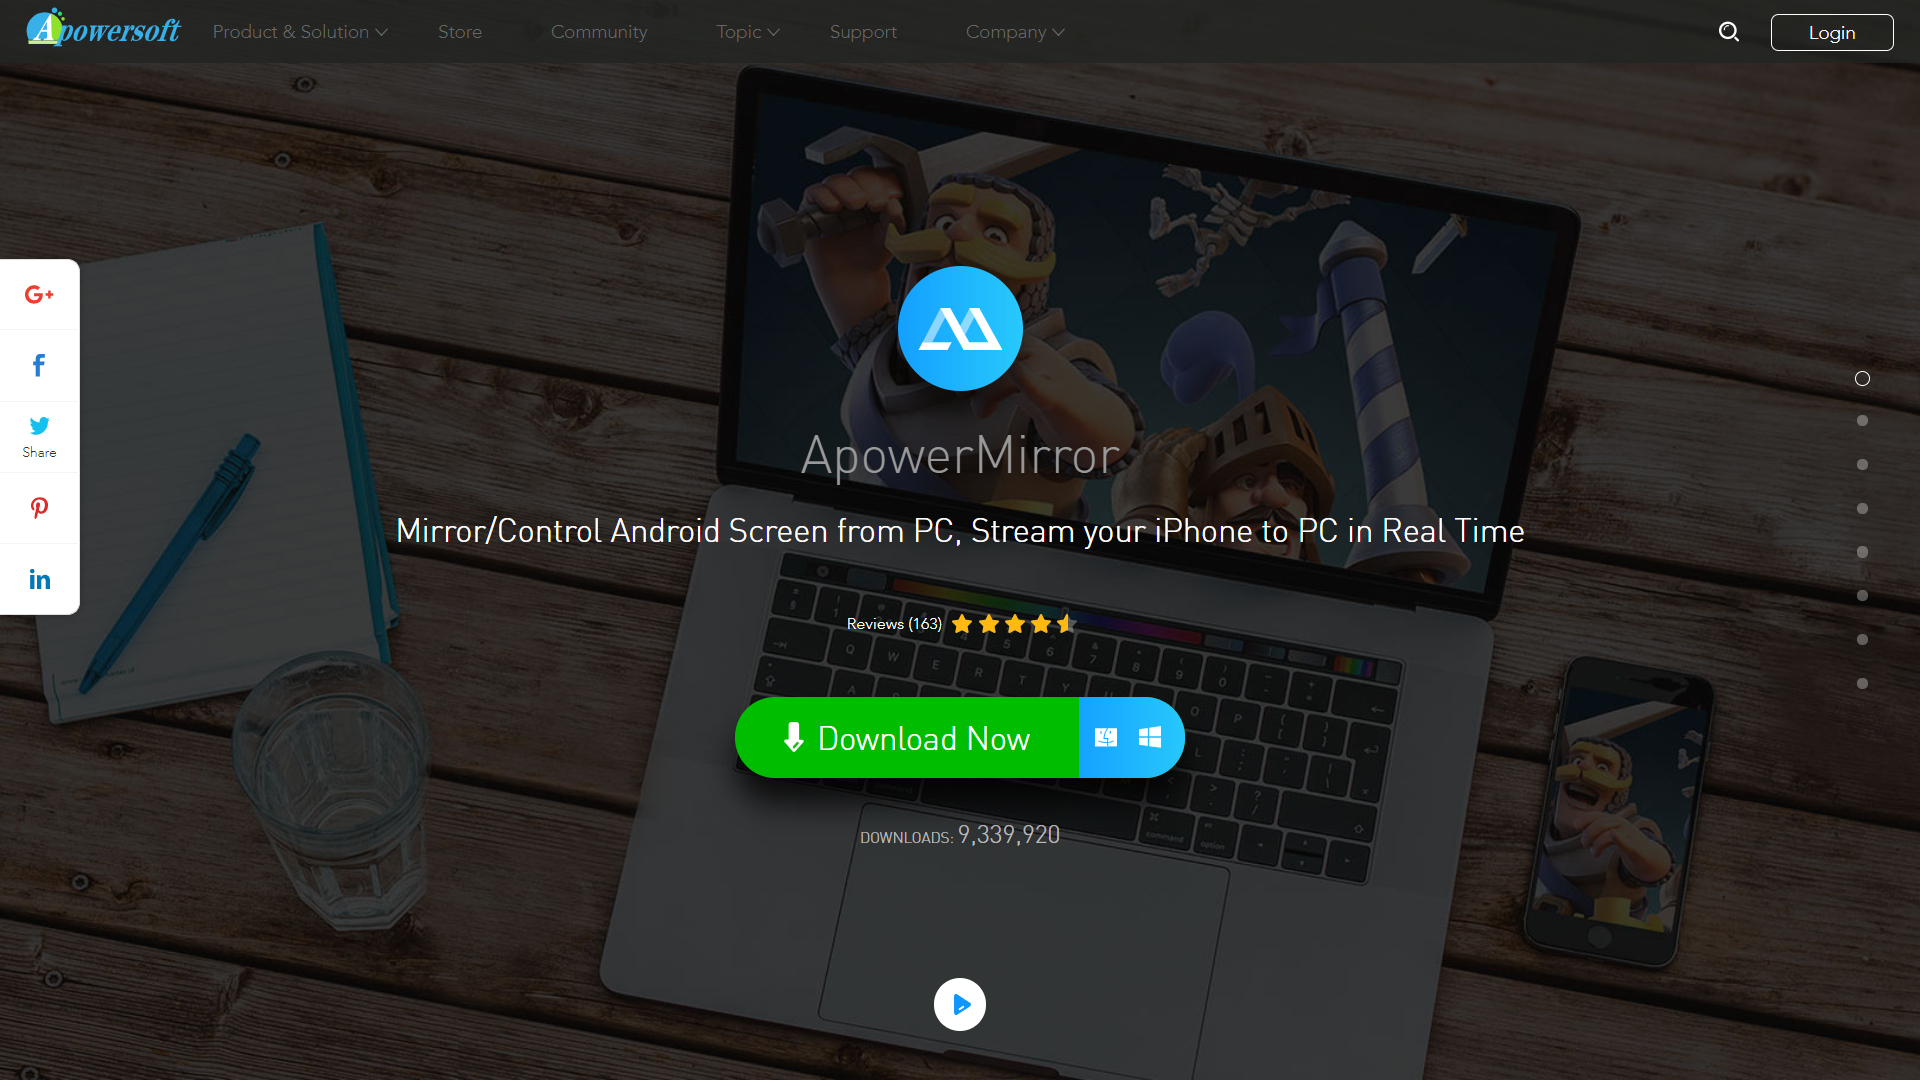 Apowersoft
Product & Solution
Store
Community
Topic
Support
Company
Login
Share
ApowerMirror
Mirror/Control Android Screen from PC, Stream your iPhone to PC in Real Time
Reviews (163)
Download Now
DOWNLOADS: 9,339,920